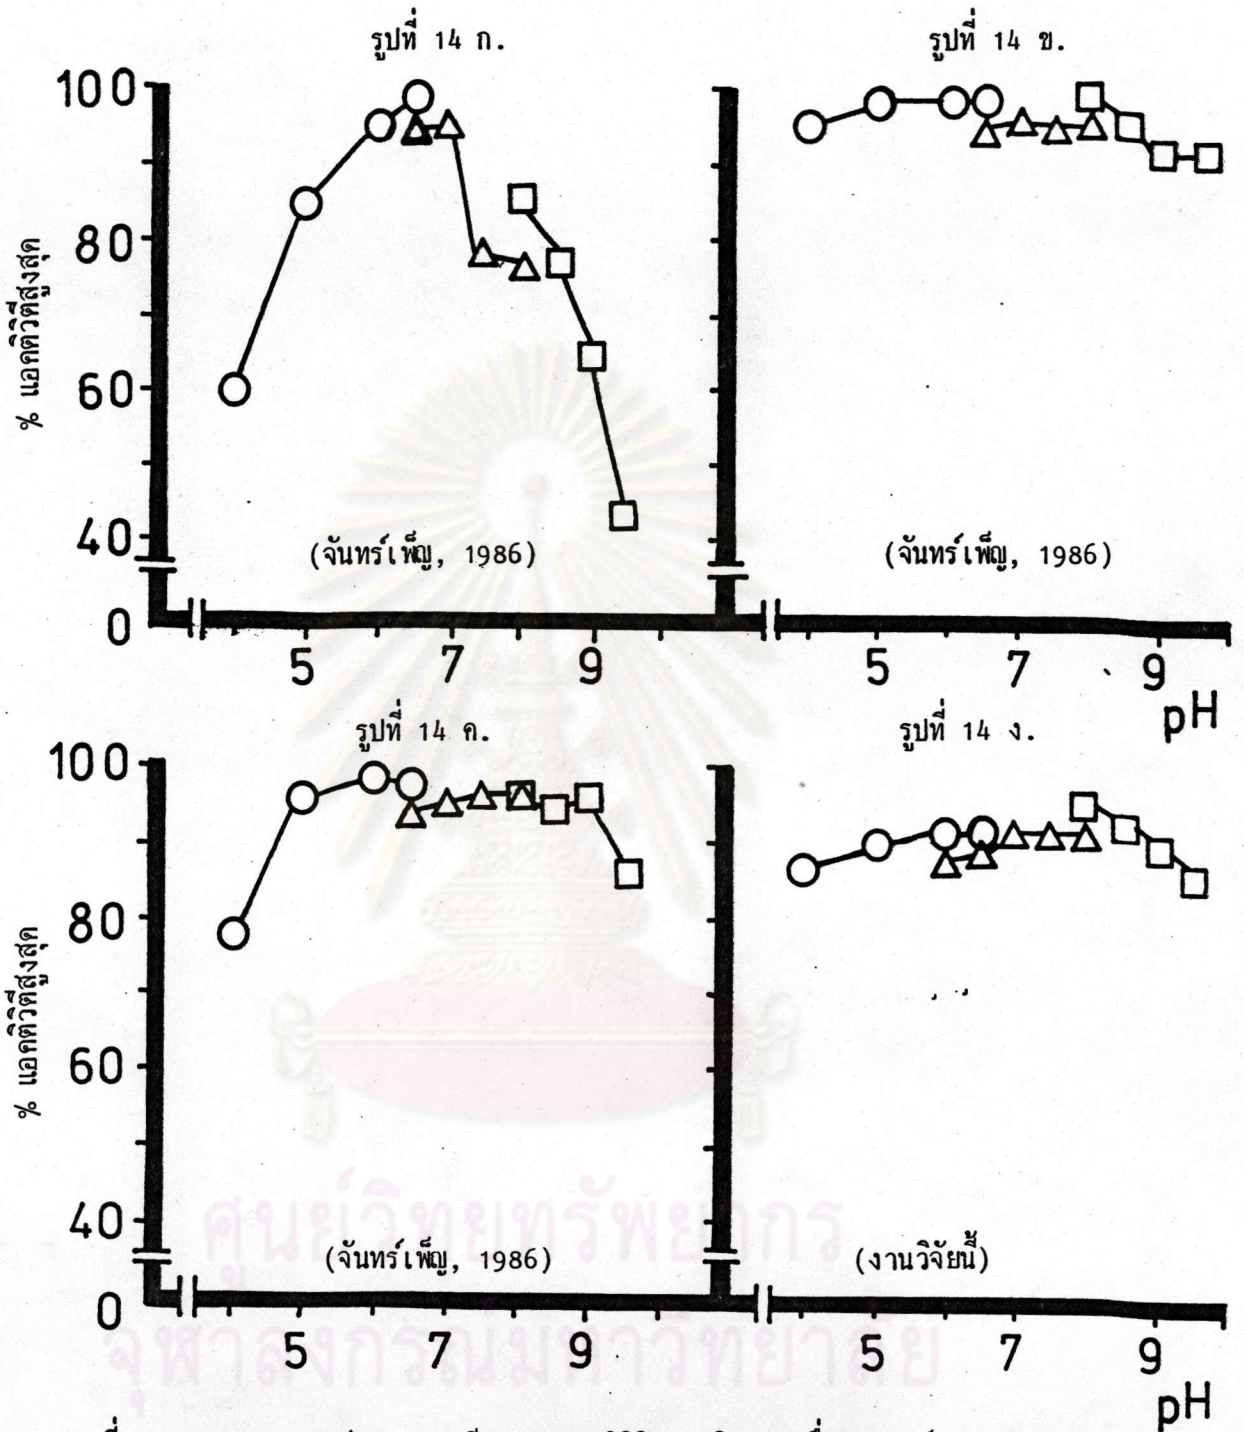 รูปที่ 14 ก.
รูปที่ 14 ข.
% แอคติวิตีสูงสุด
100
80
60
40
0
(จันทร์เพ็ญ, 1986)
(จันทร์เพ็ญ, 1986)
5 7 9
5 7 9
pH
รูปที่ 14 ค.
รูปที่ 14 ง.
% แอคติวิตีสูงสุด
100
80
60
40
0
(จันทร์เพ็ญ, 1986)
(งานวิจัยนี้)
5 7 9
5 7 9
pH
ศูนย์วิทยทรัพยากร
จุฬาลงกรณ์มหาวิทยาลัย